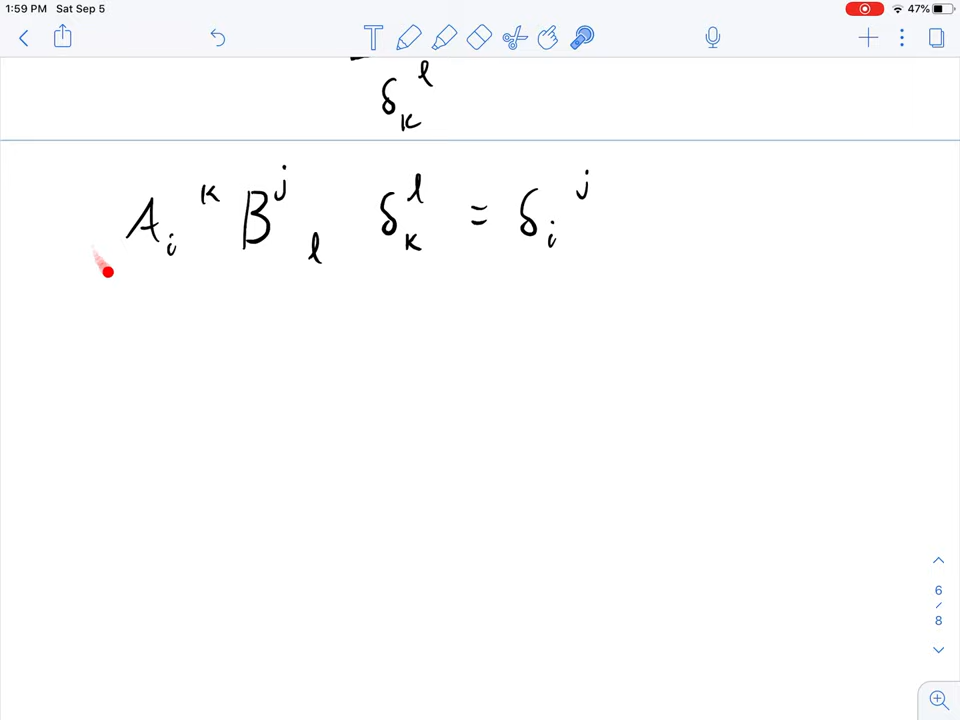 1:59 PM Sat Sep 5 47%
T
δ_k^l
A_i^k B^j_l δ_k^l = δ_i^j
6
/
8